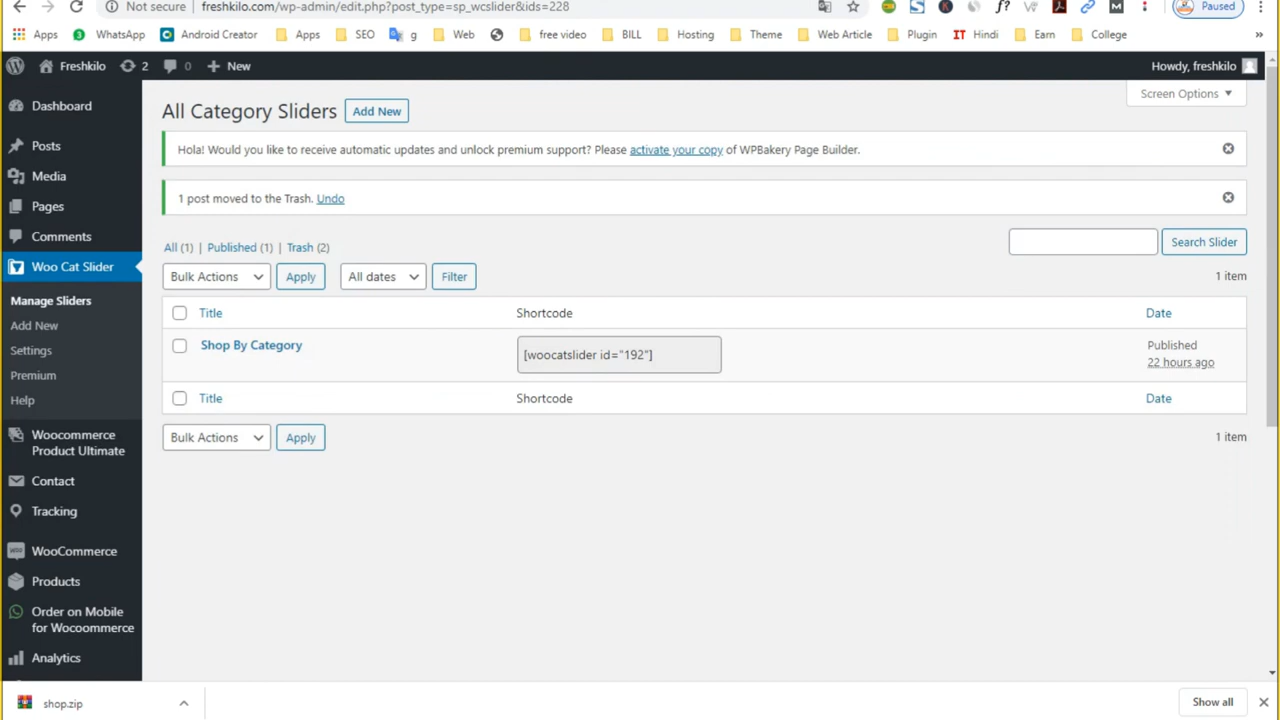 Not secure freshkilo.com/wp-admin/edit.php?post_type=sp_wcslider&ids=228 Paused
Apps WhatsApp Android Creator Apps SEO g Web free video BILL Hosting Theme Web Article Plugin IT Hindi Earn College »
Freshkilo 2 0 + New Howdy, freshkilo
Dashboard
Posts
Media
Pages
Comments
Woo Cat Slider
Manage Sliders
Add New
Settings
Premium
Help
Woocommerce
Product Ultimate
Contact
Tracking
WooCommerce
Products
Order on Mobile
for Wocoommerce
Analytics
Screen Options
All Category Sliders Add New
Hola! Would you like to receive automatic updates and unlock premium support? Please activate your copy of WPBakery Page Builder.
1 post moved to the Trash. Undo
All (1) | Published (1) | Trash (2)
Search Slider
Bulk Actions Apply All dates Filter 1 item
Title Shortcode Date
Shop By Category [woocatslider id="192"] Published
22 hours ago
Title Shortcode Date
Bulk Actions Apply 1 item
shop.zip Show all